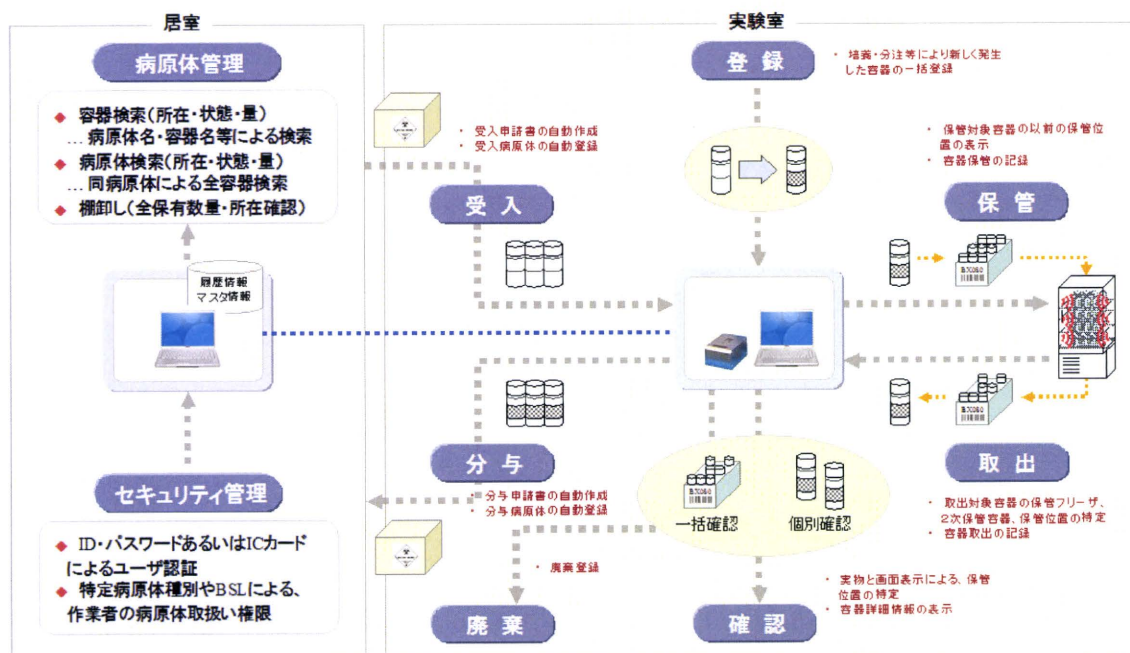 居室
病原体管理
◆ 容器検索(所在・状態・量)
… 病原体名・容器名等による検索
◆ 病原体検索(所在・状態・量)
… 同病原体による全容器検索
◆ 棚卸し(全保有数量・所在確認)
履歴情報
マスタ情報
セキュリティ管理
◆ ID・パスワードあるいはICカード
によるユーザ認証
◆ 特定病原体種別やBSLによる、
作業者の病原体取扱い権限
実験室
登録
・ 培養・分注等により新しく発生
した容器の一括登録
・ 受入申請書の自動作成
・ 受入病原体の自動登録
受入
・ 保管対象容器の以前の保管位
置の表示
・ 容器保管の記録
保管
分与
・ 分与申請書の自動作成
・ 分与病原体の自動登録
取出
・ 取出対象容器の保管フリーザ、
2次保管容器、保管位置の特定
・ 容器取出の記録
一括確認
個別確認
・ 廃棄登録
廃棄
・ 実物と画面表示による、保管
位置の特定
・ 容器詳細情報の表示
確認